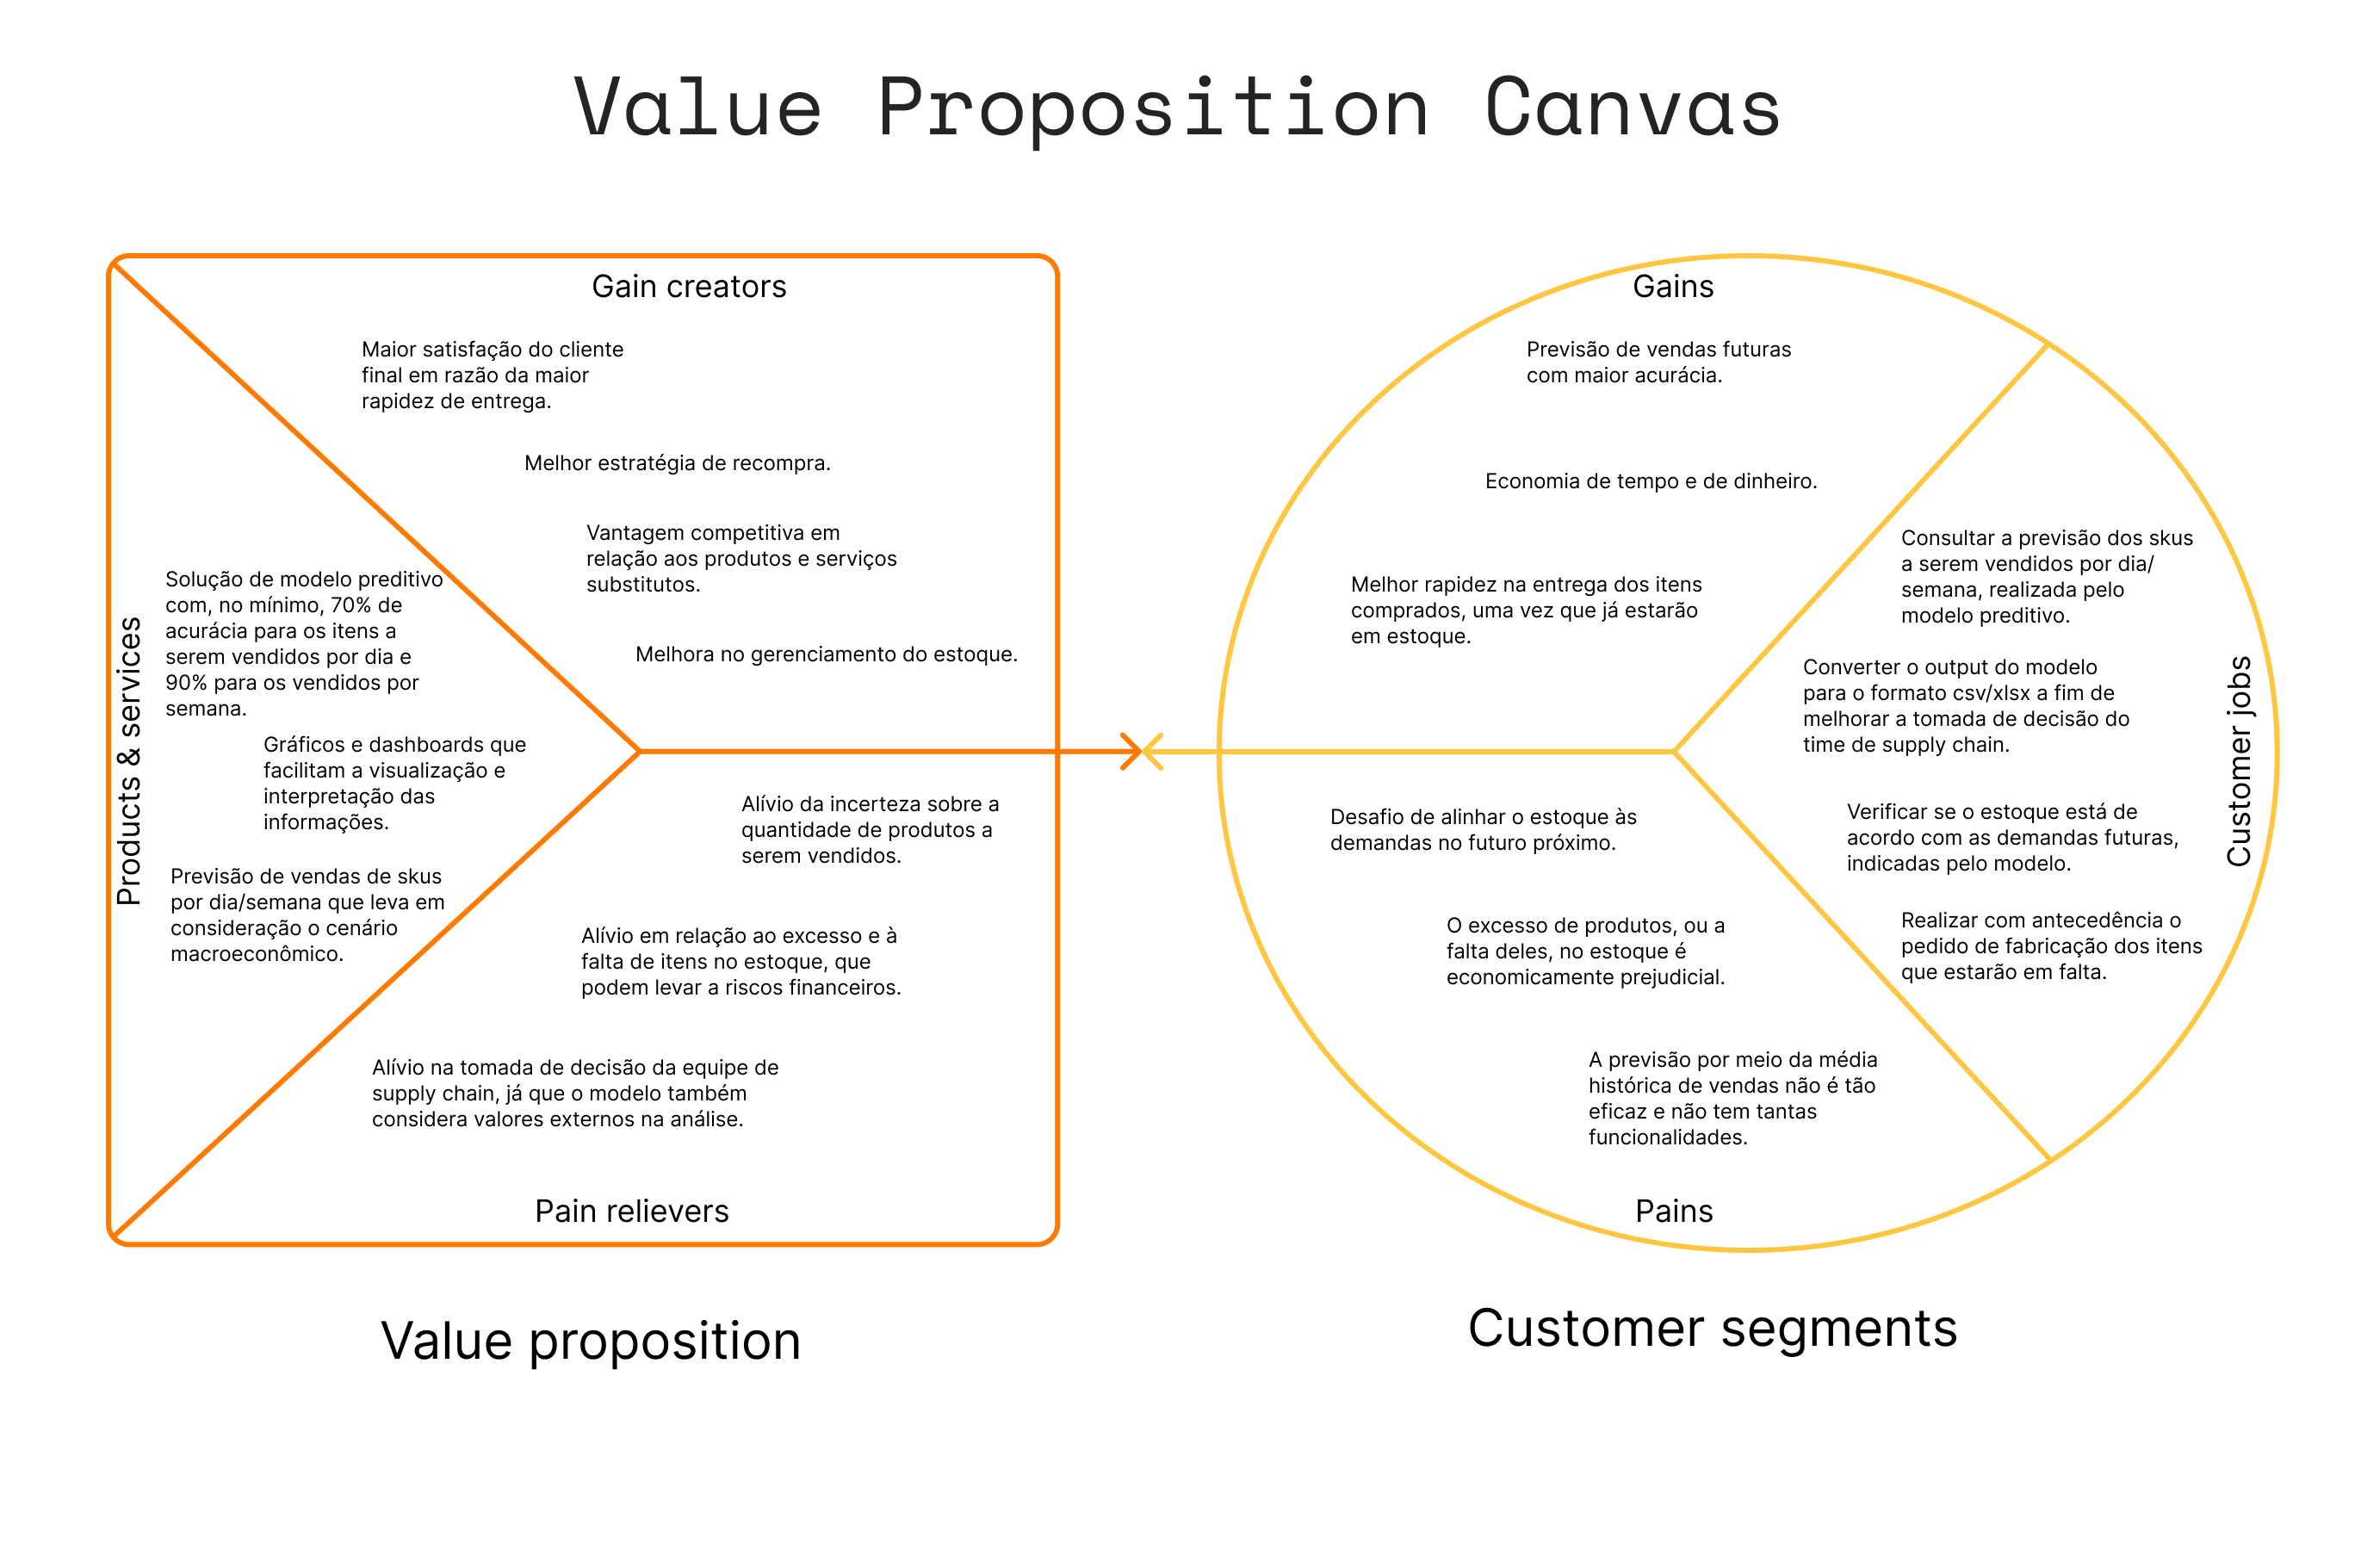 Value Proposition Canvas
Gain creators
Maior satisfação do cliente
final em razão da maior
rapidez de entrega.
Melhor estratégia de recompra.
Vantagem competitiva em
relação aos produtos e serviços
substitutos.
Melhora no gerenciamento do estoque.
Products & services
Solução de modelo preditivo
com, no mínimo, 70% de
acurácia para os itens a
serem vendidos por dia e
90% para os vendidos por
semana.
Gráficos e dashboards que
facilitam a visualização e
interpretação das
informações.
Previsão de vendas de skus
por dia/semana que leva em
consideração o cenário
macroeconômico.
Alívio da incerteza sobre a
quantidade de produtos a
serem vendidos.
Alívio em relação ao excesso e à
falta de itens no estoque, que
podem levar a riscos financeiros.
Alívio na tomada de decisão da equipe de
supply chain, já que o modelo também
considera valores externos na análise.
Pain relievers
Value proposition
Gains
Previsão de vendas futuras
com maior acurácia.
Economia de tempo e de dinheiro.
Melhor rapidez na entrega dos itens
comprados, uma vez que já estarão
em estoque.
Consultar a previsão dos skus
a serem vendidos por dia/
semana, realizada pelo
modelo preditivo.
Converter o output do modelo
para o formato csv/xlsx a fim de
melhorar a tomada de decisão do
time de supply chain.
Verificar se o estoque está de
acordo com as demandas futuras,
indicadas pelo modelo.
Realizar com antecedência o
pedido de fabricação dos itens
que estarão em falta.
Customer jobs
Desafio de alinhar o estoque às
demandas no futuro próximo.
O excesso de produtos, ou a
falta deles, no estoque é
economicamente prejudicial.
A previsão por meio da média
histórica de vendas não é tão
eficaz e não tem tantas
funcionalidades.
Pains
Customer segments